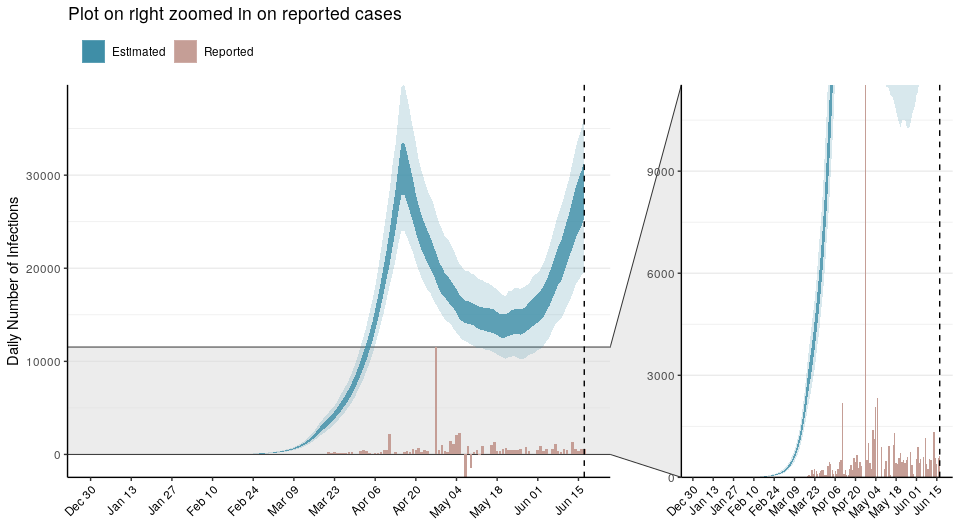 Plot on right zoomed in on reported cases
Estimated Reported
Daily Number of Infections
30000
20000
10000
0
Dec 30 Jan 13 Jan 27 Feb 10 Feb 24 Mar 09 Mar 23 Apr 06 Apr 20 May 04 May 18 Jun 01 Jun 15
9000
6000
3000
0
Dec 30 Jan 13 Jan 27 Feb 10 Feb 24 Mar 09 Mar 23 Apr 06 Apr 20 May 04 May 18 Jun 01 Jun 15